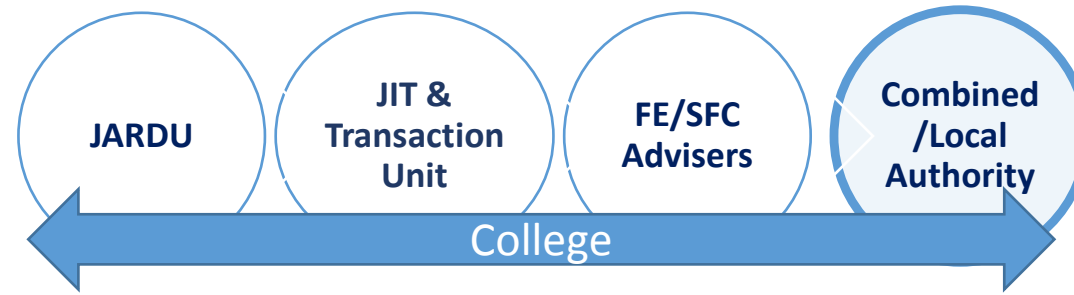 JARDU
JIT &
Transaction
Unit
FE/SFC
Advisers
Combined
/Local
Authority
College